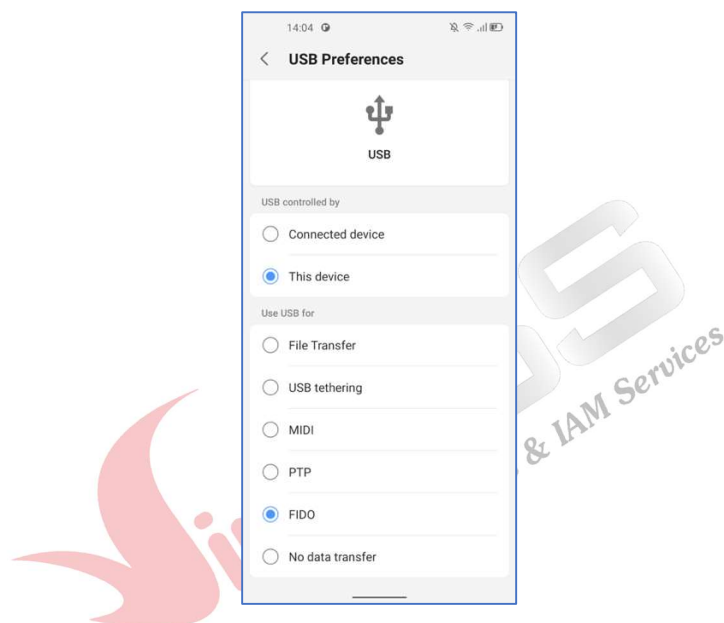 14:04
USB Preferences
USB
USB controlled by
Connected device
This device
Use USB for
File Transfer
USB tethering
MIDI
PTP
FIDO
No data transfer
& IAM Services